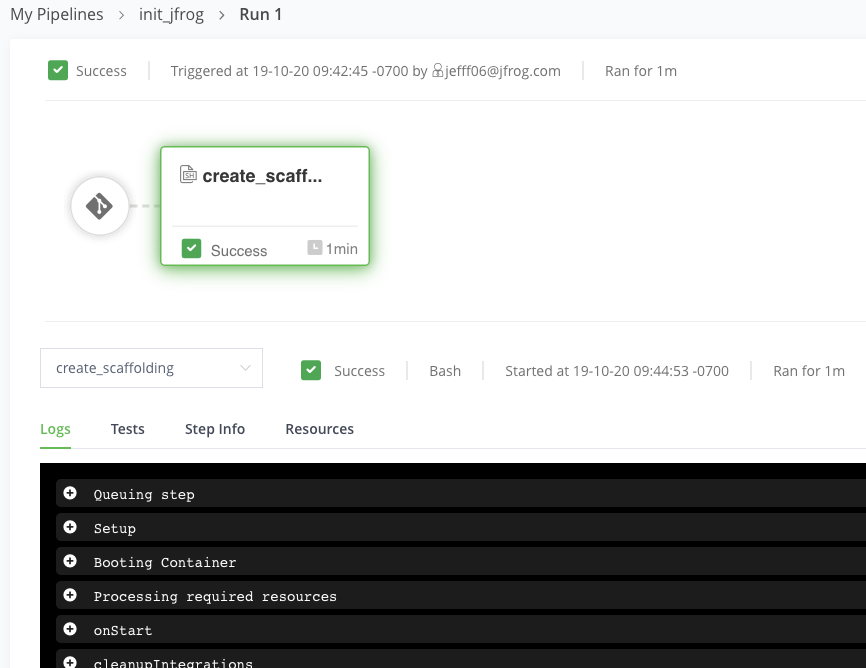 My Pipelines > init_jfrog > Run 1
Success Triggered at 19-10-20 09:42:45 -0700 by jefff06@jfrog.com Ran for 1m
SH create_scaff...
Success 1min
create_scaffolding Success Bash Started at 19-10-20 09:44:53 -0700 Ran for 1m
Logs Tests Step Info Resources
Queuing step
Setup
Booting Container
Processing required resources
onStart
cleanupIntegrations